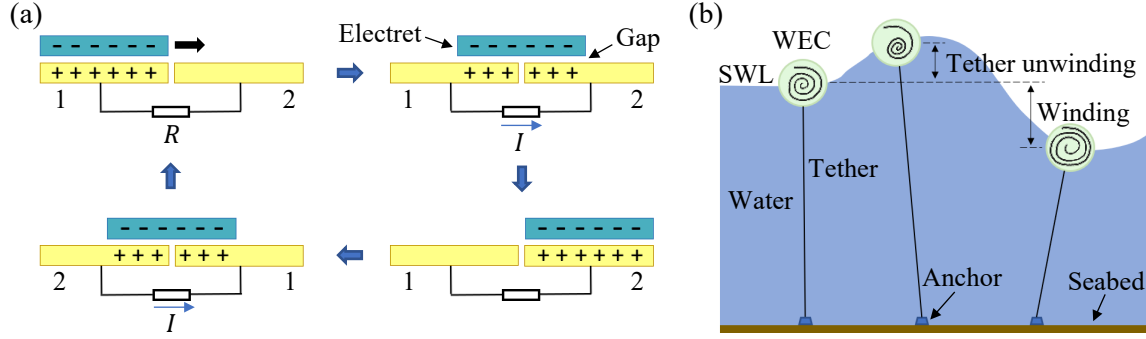 (a)
- - - - - -
Electret
- - - - - -
Gap
+ + + + + +
+ + + + + +
1
2
1
2
R
I
- - - - - -
- - - - - -
+ + + + + +
+ + + + + +
2
1
1
2
I
(b)
WEC
SWL
Tether unwinding
Winding
Tether
Water
Anchor
Seabed